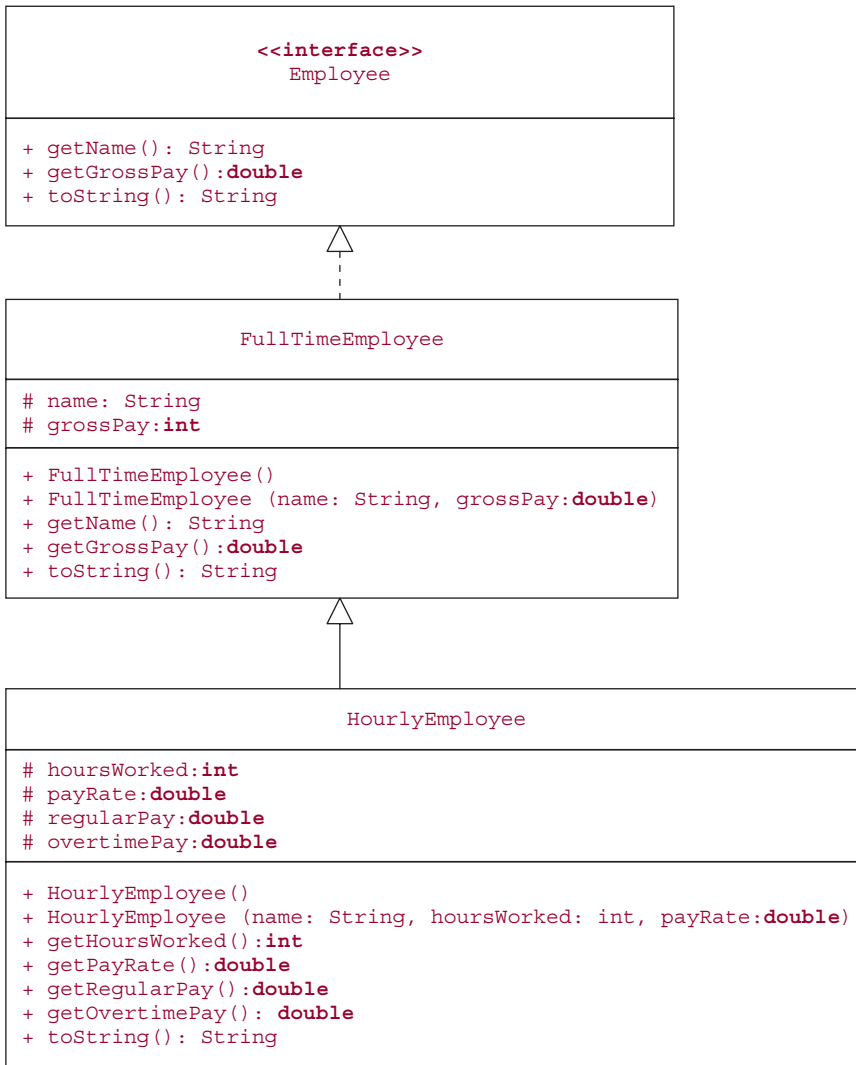 <<interface>>
Employee
+ getName(): String
+ getGrossPay():double
+ toString(): String
FullTimeEmployee
# name: String
# grossPay:int
+ FullTimeEmployee()
+ FullTimeEmployee (name: String, grossPay:double)
+ getName(): String
+ getGrossPay():double
+ toString(): String
HourlyEmployee
# hoursWorked:int
# payRate:double
# regularPay:double
# overtimePay:double
+ HourlyEmployee()
+ HourlyEmployee (name: String, hoursWorked: int, payRate:double)
+ getHoursWorked():int
+ getPayRate():double
+ getRegularPay():double
+ getOvertimePay(): double
+ toString(): String